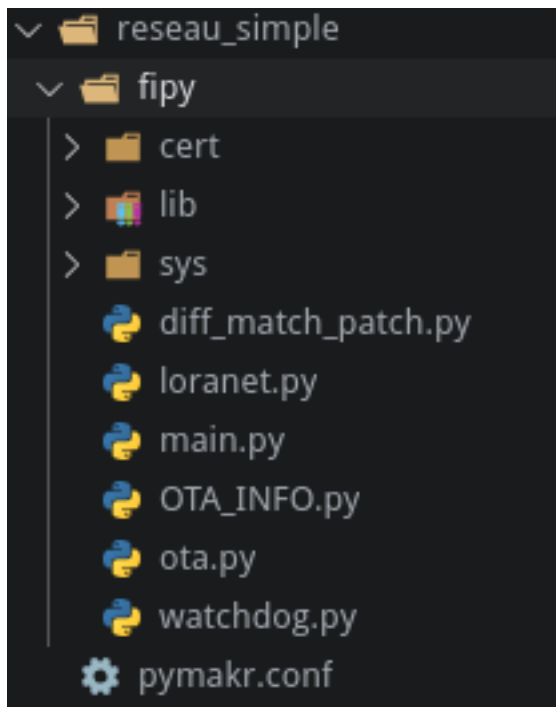 reseau_simple
fipy
cert
lib
sys
diff_match_patch.py
loranet.py
main.py
OTA_INFO.py
ota.py
watchdog.py
pymakr.conf